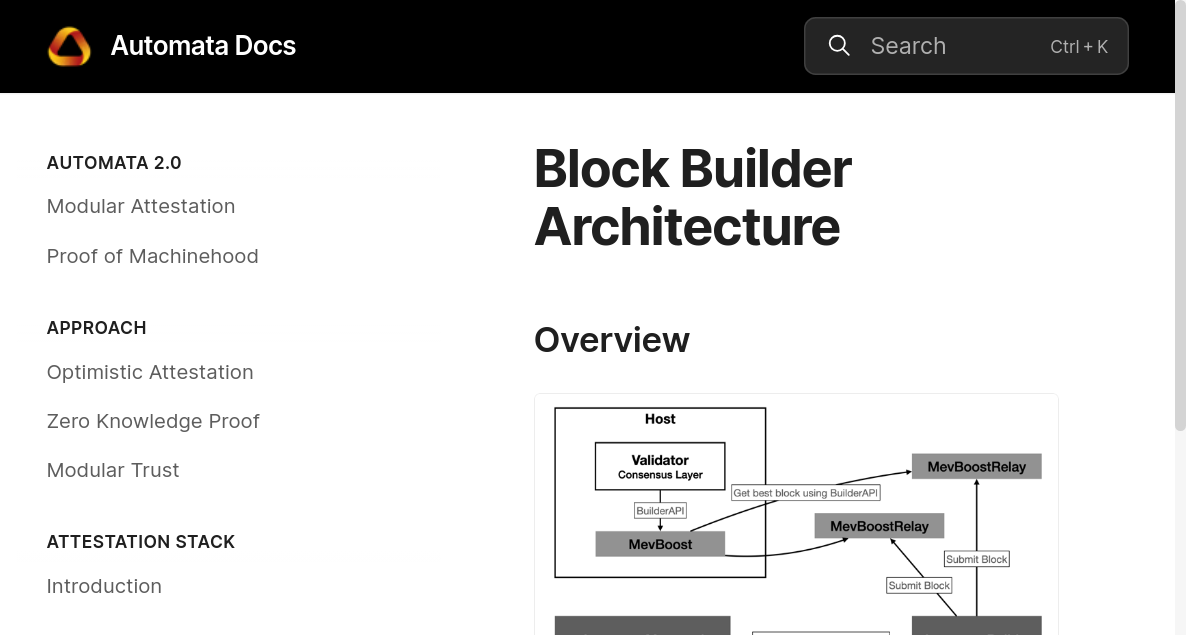 Automata Docs
Search
Ctrl + K
AUTOMATA 2.0
Modular Attestation
Proof of Machinehood
APPROACH
Optimistic Attestation
Zero Knowledge Proof
Modular Trust
ATTESTATION STACK
Introduction
Block Builder
Architecture
Overview
Host
Validator
Consensus Layer
BuilderAPI
MevBoost
Get best block using BuilderAPI
MevBoostRelay
MevBoostRelay
Submit Block
Submit Block